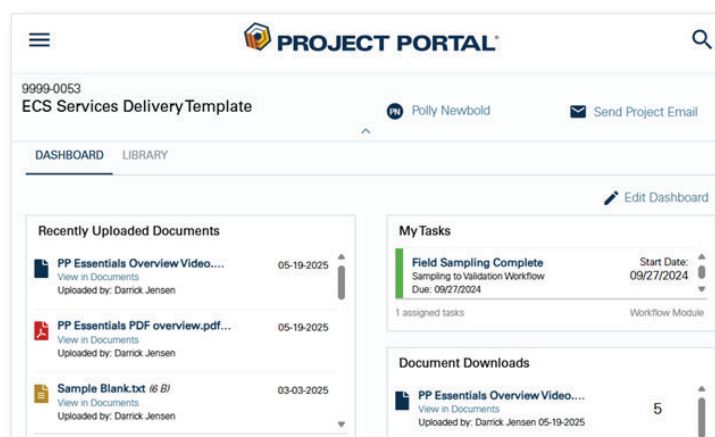 PROJECT PORTAL
9999-0053
ECS Services Delivery Template
PN Polly Newbold
Send Project Email
DASHBOARD LIBRARY
Edit Dashboard
Recently Uploaded Documents
PP Essentials Overview Video.... 05-19-2025
View in Documents
Uploaded by: Darrick Jensen
PP Essentials PDF overview.pdf... 05-19-2025
View in Documents
Uploaded by: Darrick Jensen
Sample Blank.txt (6 B) 03-03-2025
View in Documents
Uploaded by: Darrick Jensen
My Tasks
Field Sampling Complete Start Date:
Sampling to Validation Workflow 09/27/2024
Due: 09/27/2024
1 assigned tasks Workflow Module
Document Downloads
PP Essentials Overview Video.... 5
View in Documents
Uploaded by: Darrick Jensen 05-19-2025